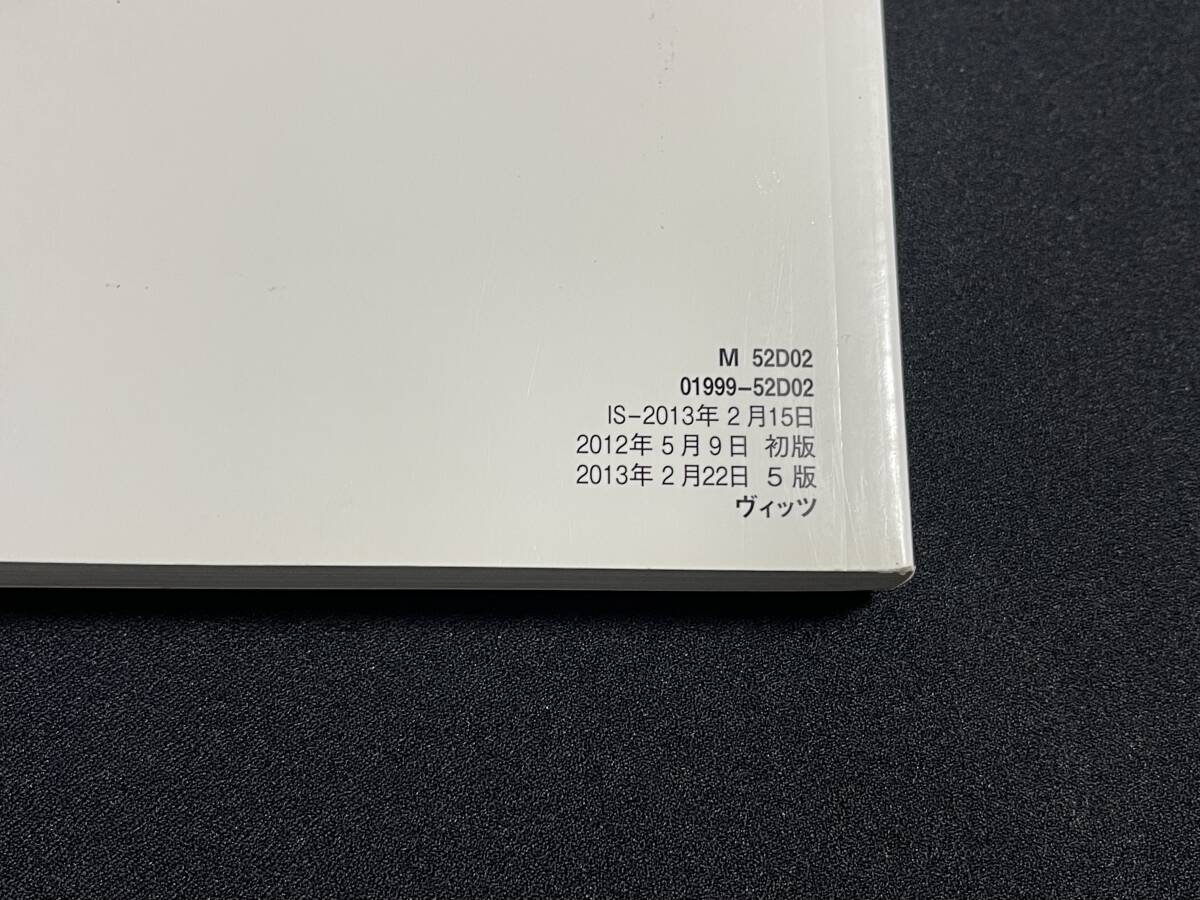 M 52D02
01999-52D02
IS-2013年2月15日
2012年5月9日 初版
2013年2月22日 5版
ヴィッツ